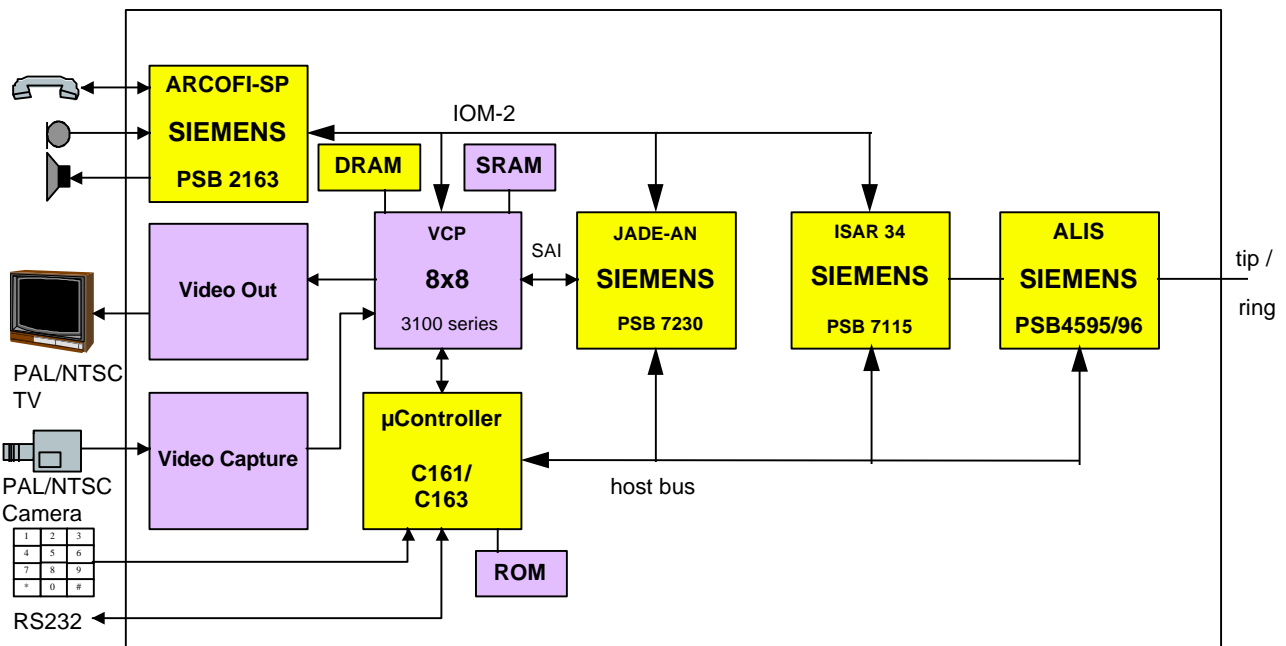 ARCOFI-SP
SIEMENS
PSB 2163
IOM-2
DRAM
SRAM
VCP
8x8
3100 series
SAI
JADE-AN
SIEMENS
PSB 7230
ISAR 34
SIEMENS
PSB 7115
ALIS
SIEMENS
PSB4595/96
tip /
ring
Video Out
PAL/NTSC
TV
Video Capture
µController
C161/
C163
host bus
PAL/NTSC
Camera
1 2 3
4 5 6
7 8 9
* 0 #
ROM
RS232